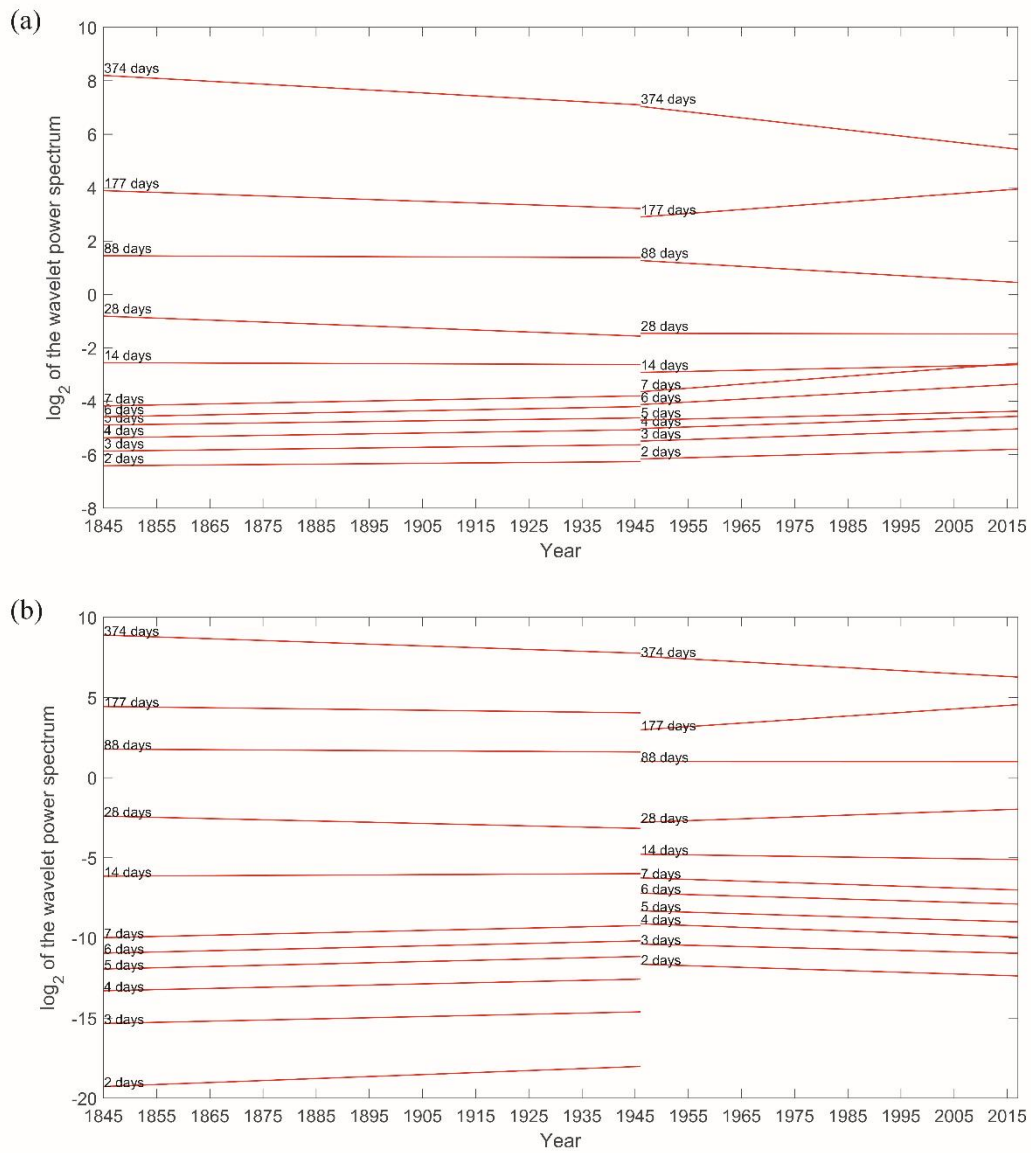 (a)
10
8
6
4
2
0
-2
-4
-6
-8
log2 of the wavelet power spectrum
374 days
177 days
88 days
28 days
14 days
7 days
6 days
5 days
4 days
3 days
2 days
374 days
177 days
88 days
28 days
14 days
7 days
6 days
5 days
4 days
3 days
2 days
1845 1855 1865 1875 1885 1895 1905 1915 1925 1935 1945 1955 1965 1975 1985 1995 2005 2015
Year
(b)
10
5
0
-5
-10
-15
-20
log2 of the wavelet power spectrum
374 days
177 days
88 days
28 days
14 days
7 days
6 days
5 days
4 days
3 days
2 days
374 days
177 days
88 days
28 days
14 days
7 days
6 days
5 days
4 days
3 days
2 days
1845 1855 1865 1875 1885 1895 1905 1915 1925 1935 1945 1955 1965 1975 1985 1995 2005 2015
Year